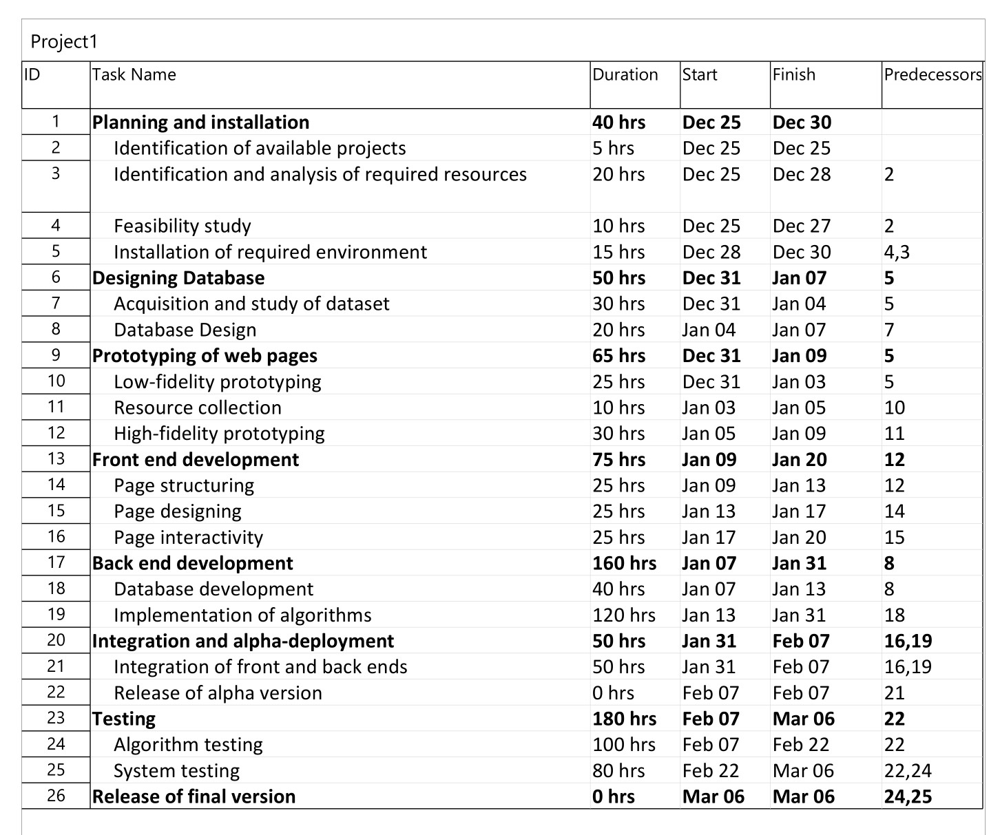 Project1
ID Task Name Duration Start Finish Predecessors
1 Planning and installation 40 hrs Dec 25 Dec 30
2 Identification of available projects 5 hrs Dec 25 Dec 25
3 Identification and analysis of required resources 20 hrs Dec 25 Dec 28 2
4 Feasibility study 10 hrs Dec 25 Dec 27 2
5 Installation of required environment 15 hrs Dec 28 Dec 30 4,3
6 Designing Database 50 hrs Dec 31 Jan 07 5
7 Acquisition and study of dataset 30 hrs Dec 31 Jan 04 5
8 Database Design 20 hrs Jan 04 Jan 07 7
9 Prototyping of web pages 65 hrs Dec 31 Jan 09 5
10 Low-fidelity prototyping 25 hrs Dec 31 Jan 03 5
11 Resource collection 10 hrs Jan 03 Jan 05 10
12 High-fidelity prototyping 30 hrs Jan 05 Jan 09 11
13 Front end development 75 hrs Jan 09 Jan 20 12
14 Page structuring 25 hrs Jan 09 Jan 13 12
15 Page designing 25 hrs Jan 13 Jan 17 14
16 Page interactivity 25 hrs Jan 17 Jan 20 15
17 Back end development 160 hrs Jan 07 Jan 31 8
18 Database development 40 hrs Jan 07 Jan 13 8
19 Implementation of algorithms 120 hrs Jan 13 Jan 31 18
20 Integration and alpha-deployment 50 hrs Jan 31 Feb 07 16,19
21 Integration of front and back ends 50 hrs Jan 31 Feb 07 16,19
22 Release of alpha version 0 hrs Feb 07 Feb 07 21
23 Testing 180 hrs Feb 07 Mar 06 22
24 Algorithm testing 100 hrs Feb 07 Feb 22 22
25 System testing 80 hrs Feb 22 Mar 06 22,24
26 Release of final version 0 hrs Mar 06 Mar 06 24,25